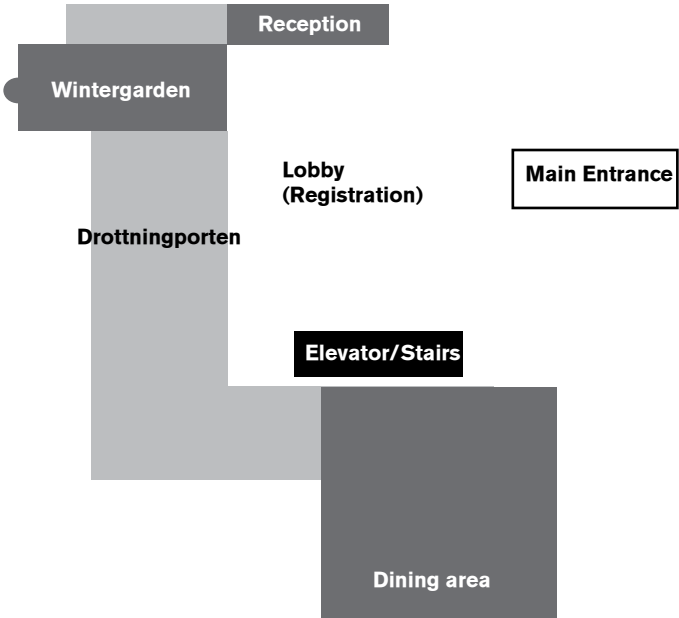 Reception
Wintergarden
Lobby
(Registration)
Main Entrance
Drottningporten
Elevator/Stairs
Dining area